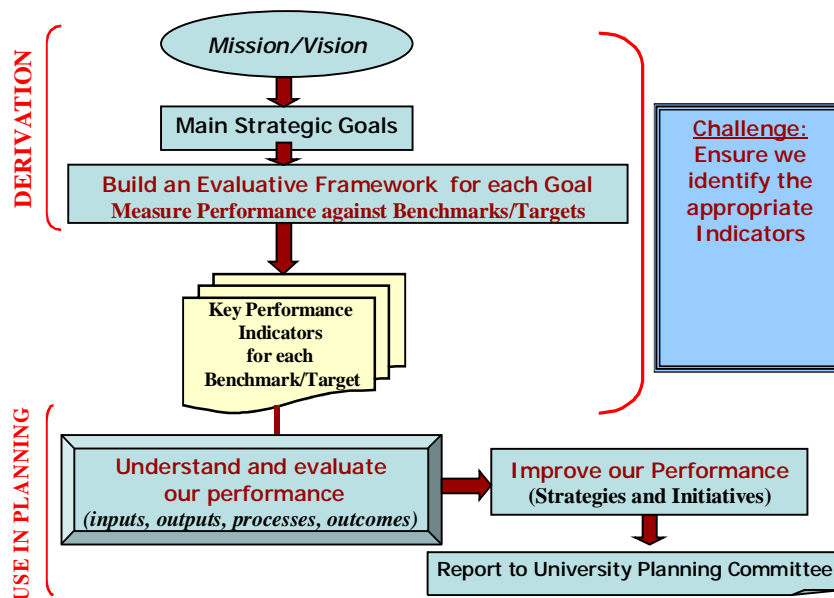 DERIVATION
Mission/Vision
Main Strategic Goals
Build an Evaluative Framework for each Goal
Measure Performance against Benchmarks/Targets
Challenge:
Ensure we
identify the
appropriate
Indicators
Key Performance
Indicators
for each
Benchmark/Target
USE IN PLANNING
Understand and evaluate
our performance
(inputs, outputs, processes, outcomes)
Improve our Performance
(Strategies and Initiatives)
Report to University Planning Committee